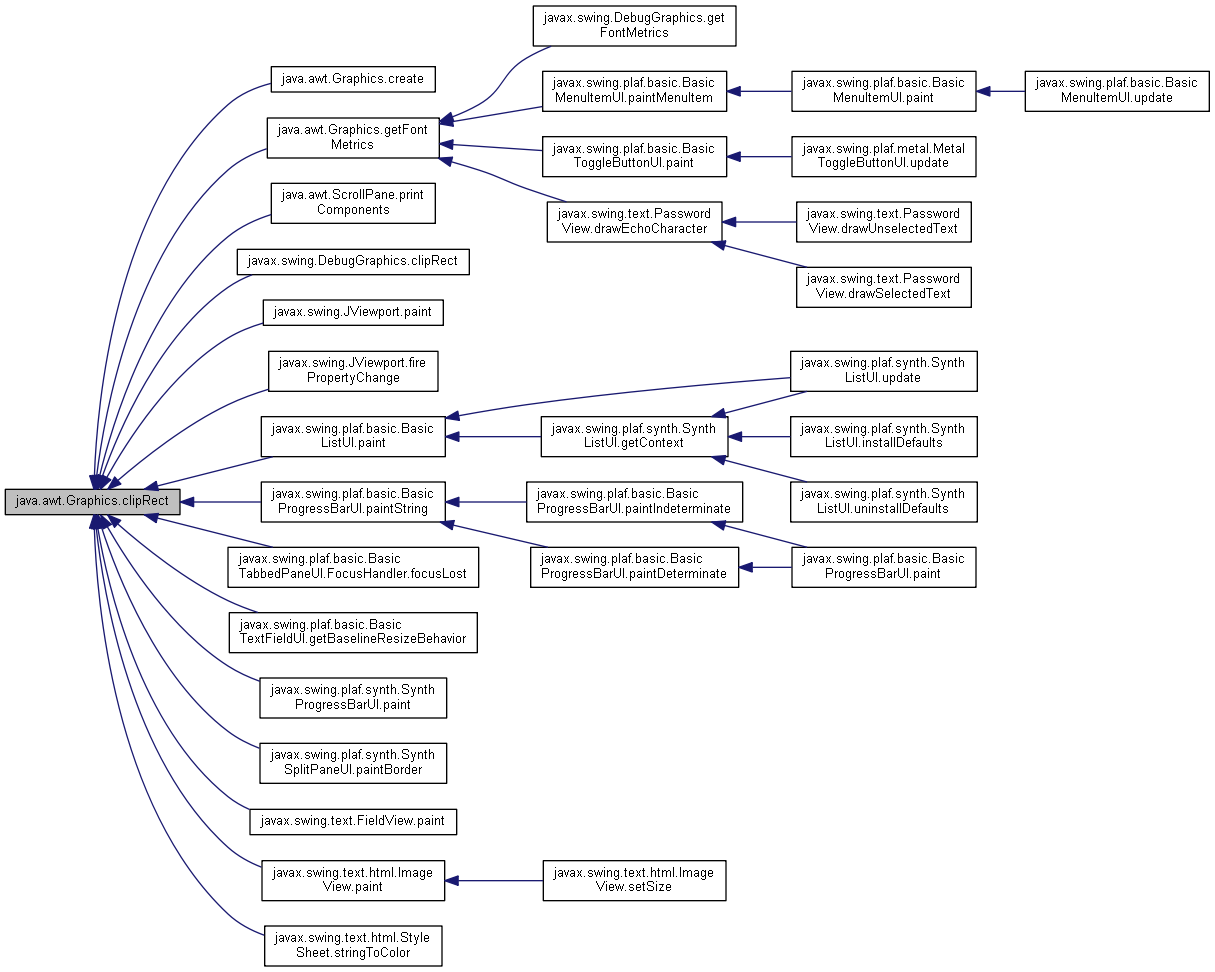 javax.swing.DebugGraphics.get
FontMetrics
java.awt.Graphics.create
javax.swing.plaf.basic.Basic
MenuItemUI.paintMenuItem
javax.swing.plaf.basic.Basic
MenuItemUI.paint
javax.swing.plaf.basic.Basic
MenuItemUI.update
java.awt.Graphics.getFont
Metrics
javax.swing.plaf.basic.Basic
ToggleButtonUI.paint
javax.swing.plaf.metal.Metal
ToggleButtonUI.update
java.awt.ScrollPane.print
Components
javax.swing.text.Password
View.drawEchoCharacter
javax.swing.text.Password
View.drawUnselectedText
javax.swing.DebugGraphics.clipRect
javax.swing.text.Password
View.drawSelectedText
javax.swing.JViewport.paint
javax.swing.JViewport.fire
PropertyChange
javax.swing.plaf.synth.Synth
ListUI.update
javax.swing.plaf.basic.Basic
ListUI.paint
javax.swing.plaf.synth.Synth
ListUI.getContext
javax.swing.plaf.synth.Synth
ListUI.installDefaults
java.awt.Graphics.clipRect
javax.swing.plaf.basic.Basic
ProgressBarUI.paintString
javax.swing.plaf.basic.Basic
ProgressBarUI.paintIndeterminate
javax.swing.plaf.synth.Synth
ListUI.uninstallDefaults
javax.swing.plaf.basic.Basic
TabbedPaneUI.FocusHandler.focusLost
javax.swing.plaf.basic.Basic
ProgressBarUI.paintDeterminate
javax.swing.plaf.basic.Basic
ProgressBarUI.paint
javax.swing.plaf.basic.Basic
TextFieldUI.getBaselineResizeBehavior
javax.swing.plaf.synth.Synth
ProgressBarUI.paint
javax.swing.plaf.synth.Synth
SplitPaneUI.paintBorder
javax.swing.text.FieldView.paint
javax.swing.text.html.Image
View.paint
javax.swing.text.html.Image
View.setSize
javax.swing.text.html.Style
Sheet.stringToColor